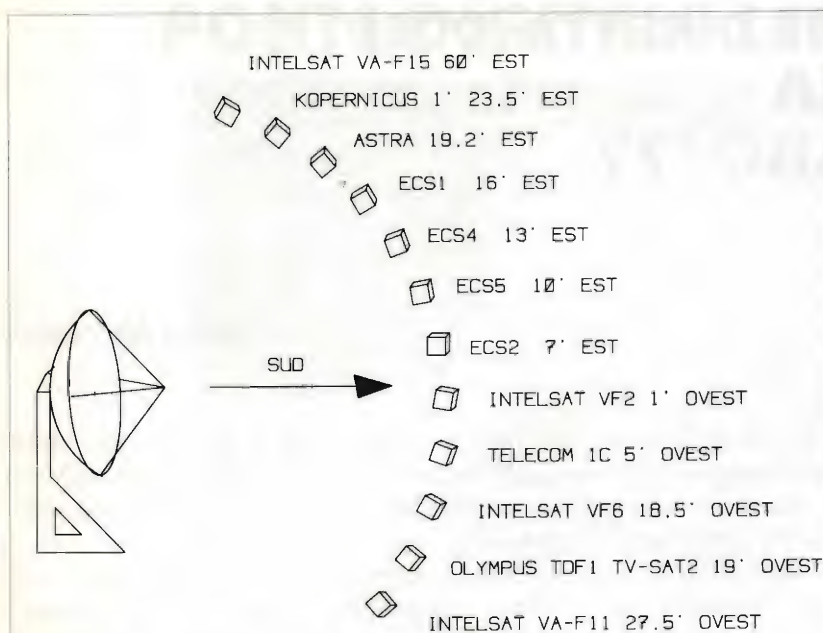 INTELSAT VA-F15 60' EST
KOPERNICUS 1' 23.5' EST
ASTRA 19.2' EST
ECS1 16' EST
ECS4 13' EST
ECS5 10' EST
ECS2 7' EST
SUD
INTELSAT VF2 1' OVEST
TELECOM 1C 5' OVEST
INTELSAT VF6 18.5' OVEST
OLYMPUS TDF1 TV-SAT2 19' OVEST
INTELSAT VA-F11 27.5' OVEST